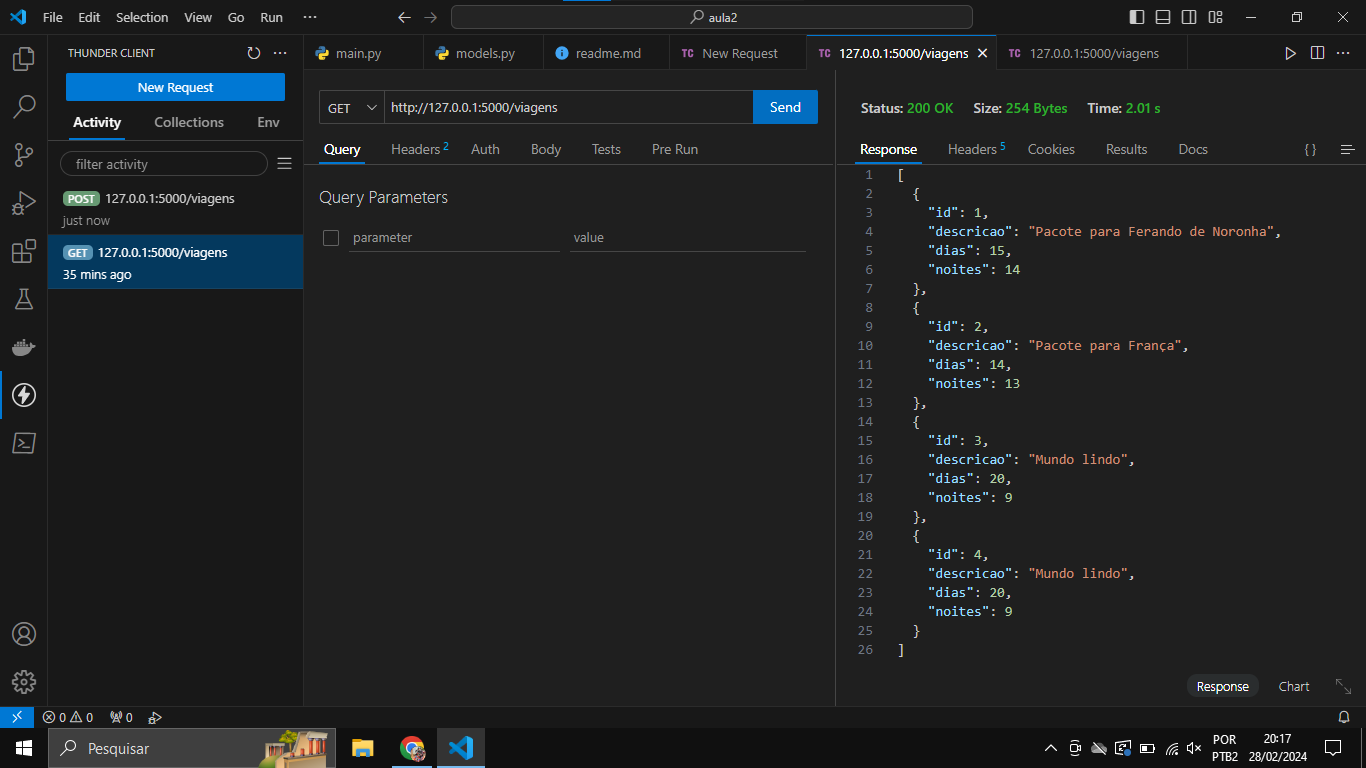 File Edit Selection View Go Run ··· aula2
THUNDER CLIENT
New Request
Activity Collections Env
filter activity
POST 127.0.0.1:5000/viagens
just now
GET 127.0.0.1:5000/viagens
35 mins ago
main.py models.py readme.md TC New Request TC 127.0.0.1:5000/viagens TC 127.0.0.1:5000/viagens
GET http://127.0.0.1:5000/viagens Send
Query Headers 2 Auth Body Tests Pre Run
Query Parameters
parameter value
Status: 200 OK Size: 254 Bytes Time: 2.01 s
Response Headers 5 Cookies Results Docs { }
1 [
2 {
3 "id": 1,
4 "descricao": "Pacote para Ferando de Noronha",
5 "dias": 15,
6 "noites": 14
7 },
8 {
9 "id": 2,
10 "descricao": "Pacote para França",
11 "dias": 14,
12 "noites": 13
13 },
14 {
15 "id": 3,
16 "descricao": "Mundo lindo",
17 "dias": 20,
18 "noites": 9
19 },
20 {
21 "id": 4,
22 "descricao": "Mundo lindo",
23 "dias": 20,
24 "noites": 9
25 }
26 ]
Response Chart
0 0 0
Pesquisar
POR 20:17
PTB2 28/02/2024